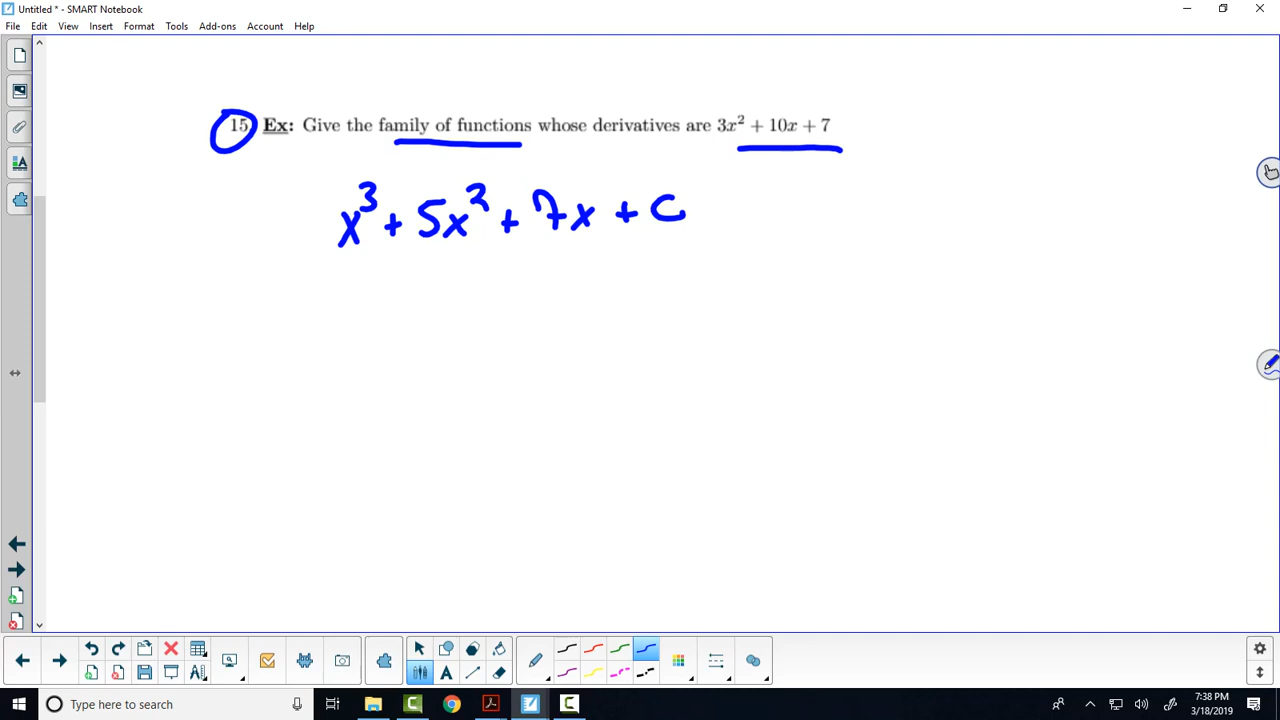 Untitled * - SMART Notebook
File Edit View Insert Format Tools Add-ons Account Help
15. Ex: Give the family of functions whose derivatives are 3x² + 10x + 7
x³ + 5x² + 7x + C
Type here to search
7:38 PM
3/18/2019